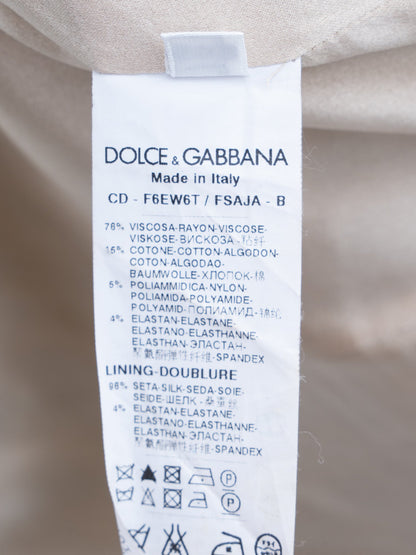 DOLCE & GABBANA
Made in Italy
CD - F6EW6T / FSAJA - B
76% VISCOSA-RAYON-VISCOSE-
VISKOSE-ВИСКОЗА-粘纤
15% COTONE-COTTON-ALGODON-
COTON-ALGODAO-
BAUMWOLLE-ХЛОПОК-棉
5% POLIAMMIDICA-NYLON-
POLIAMIDA-POLYAMIDE-
POLYAMID-ПОЛИАМИД-锦纶
4% ELASTAN-ELASTANE-
ELASTANO-ELASTHANNE-
ELASTHAN-ЭЛАСТАН-
聚氨酯弹性纤维-SPANDEX
LINING-DOUBLURE
96% SETA-SILK-SEDA-SOIE-
SEIDE-ШЕЛК-桑蚕丝
4% ELASTAN-ELASTANE-
ELASTANO-ELASTHANNE-
ELASTHAN-ЭЛАСТАН-
聚氨酯弹性纤维-SPANDEX
P
P